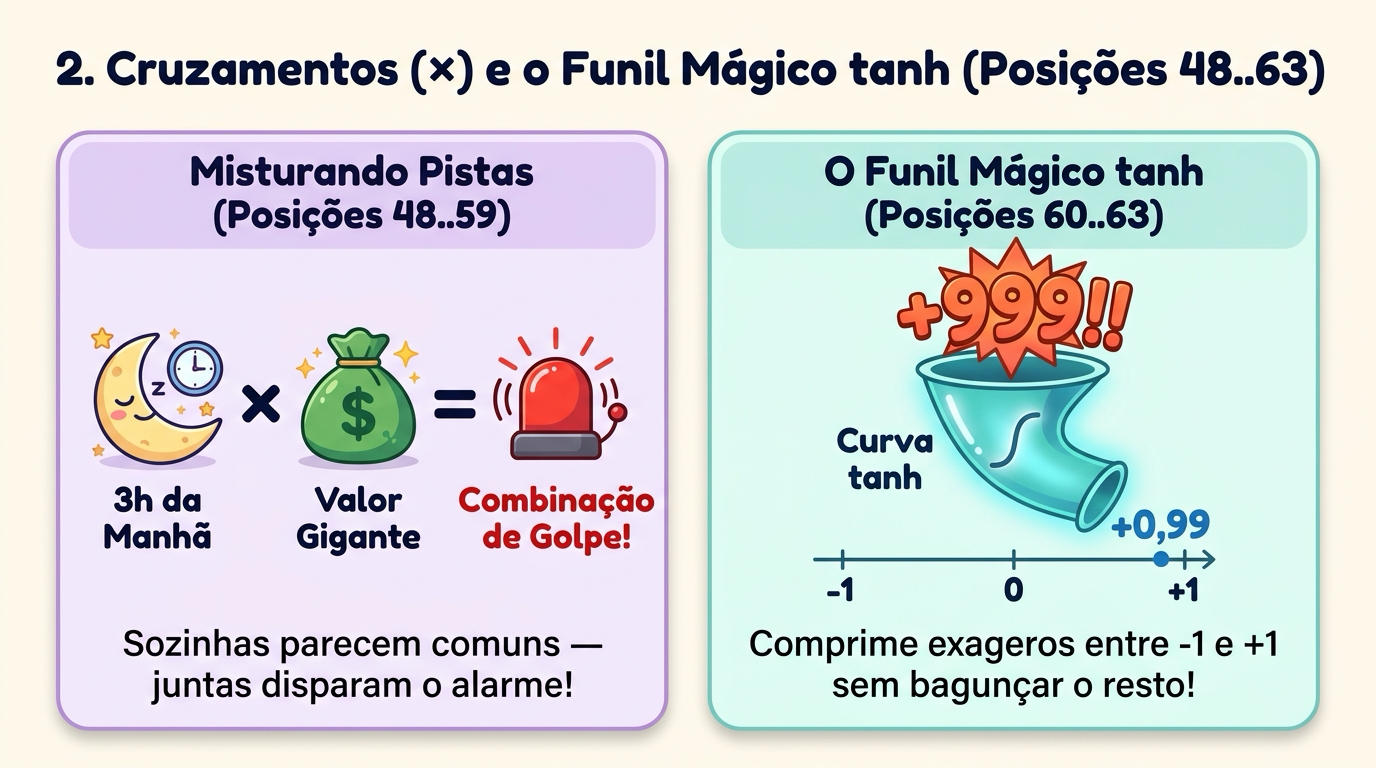 2. Cruzamentos (×) e o Funil Mágico tanh (Posições 48..63)
Misturando Pistas
(Posições 48..59)
z
×
$
=
3h da
Manhã
Valor
Gigante
Combinação
de Golpe!
Sozinhas parecem comuns —
juntas disparam o alarme!
O Funil Mágico tanh
(Posições 60..63)
+999!!
Curva
tanh
+0,99
-1
0
+1
Comprime exageros entre -1 e +1
sem bagunçar o resto!